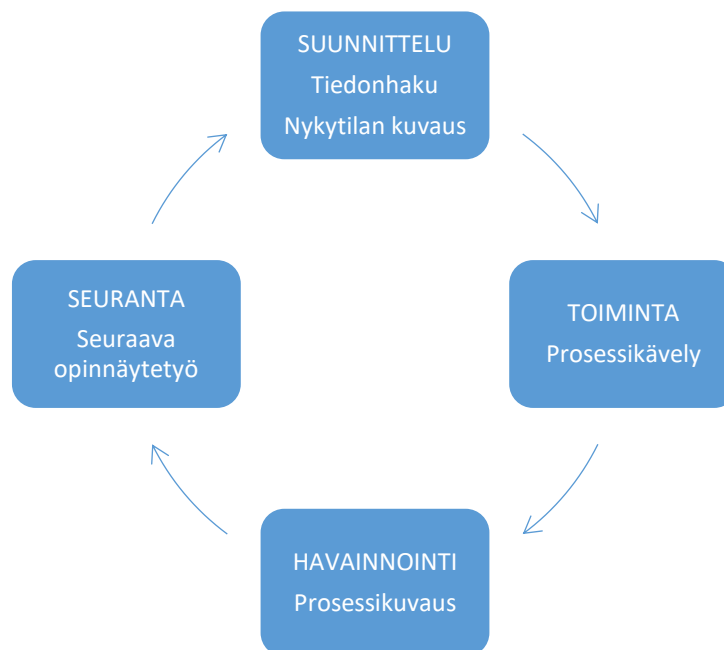 SUUNNITTELU
Tiedonhaku
Nykytilan kuvaus
TOIMINTA
Prosessikävely
HAVAINNOINTI
Prosessikuvaus
SEURANTA
Seuraava
opinnäytetyö